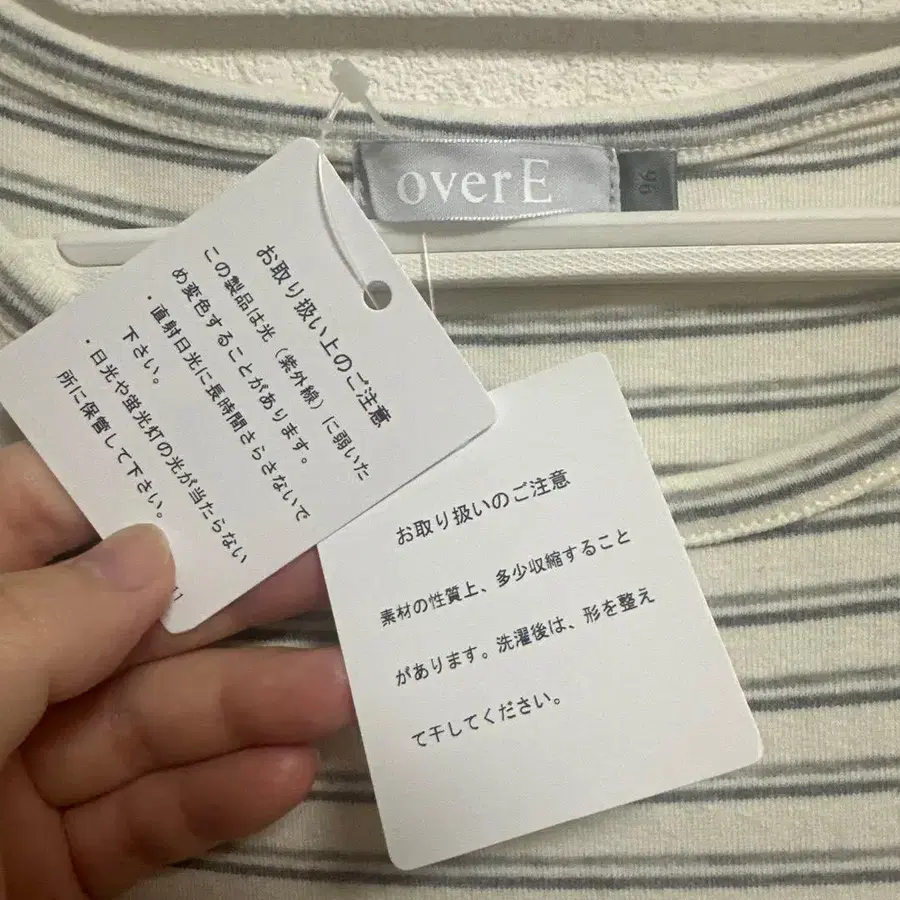 overE
96
お取り扱い上のご注意
この製品は光（紫外線）に弱いた
め変色することがあります。
・直射日光に長時間さらさないで
下さい。
・日光や蛍光灯の光が当たらない
所に保管して下さい。
お取り扱いのご注意
素材の性質上、多少収縮すること
があります。洗濯後は、形を整え
て干してください。